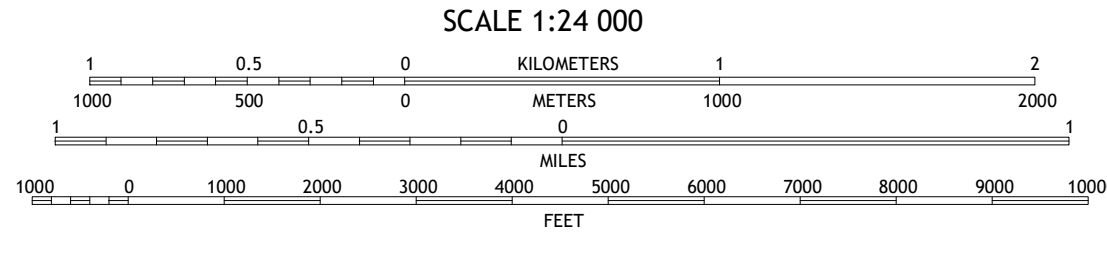 SCALE 1:24 000
1 0.5 0 KILOMETERS 1 2
1000 500 0 METERS 1000 2000
1 0.5 0 1
MILES
1000 0 1000 2000 3000 4000 5000 6000 7000 8000 9000 1000
FEET